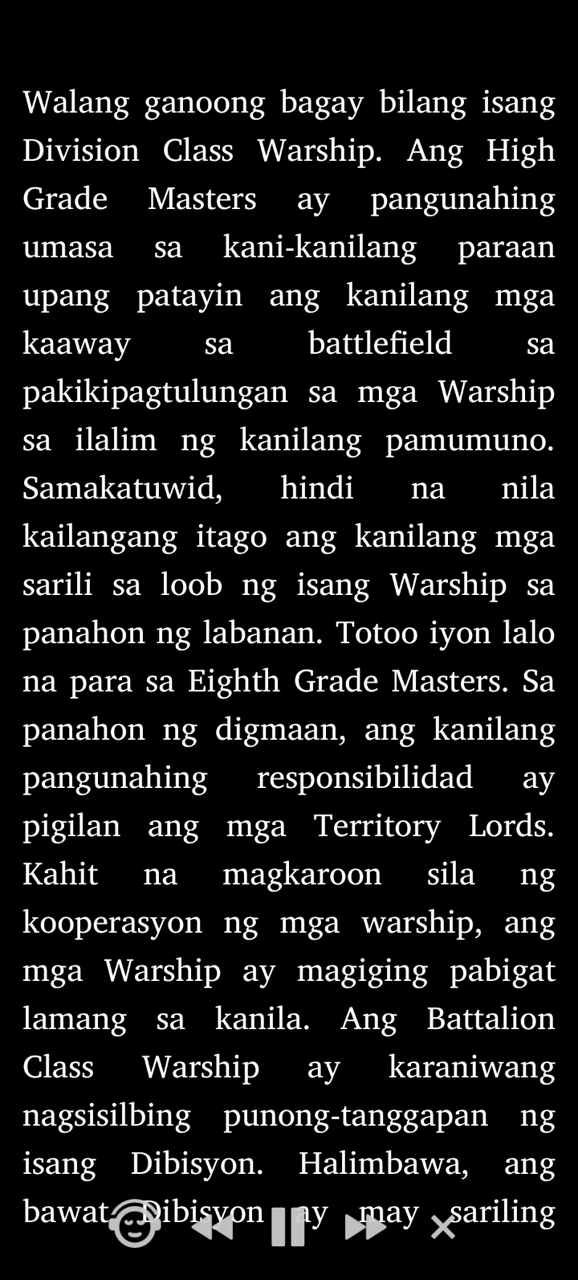 Walang ganoong bagay bilang isang
Division Class Warship. Ang High
Grade Masters ay pangunahing
umasa sa kani-kanilang paraan
upang patayin ang kanilang mga
kaaway sa battlefield sa
pakikipagtulungan sa mga Warship
sa ilalim ng kanilang pamumuno.
Samakatuwid, hindi na nila
kailangang itago ang kanilang mga
sarili sa loob ng isang Warship sa
panahon ng labanan. Totoo iyon lalo
na para sa Eighth Grade Masters. Sa
panahon ng digmaan, ang kanilang
pangunahing responsibilidad ay
pigilan ang mga Territory Lords.
Kahit na magkaroon sila ng
kooperasyon ng mga warship, ang
mga Warship ay magiging pabigat
lamang sa kanila. Ang Battalion
Class Warship ay karaniwang
nagsisilbing punong-tanggapan ng
isang Dibisyon. Halimbawa, ang
bawat Dibisyon ay may sariling